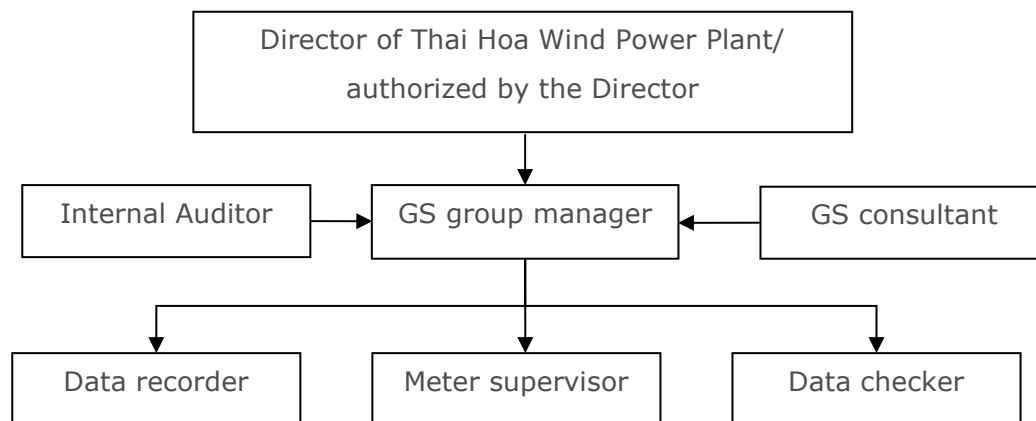 Director of Thai Hoa Wind Power Plant/
authorized by the Director
Internal Auditor
GS group manager
GS consultant
Data recorder
Meter supervisor
Data checker